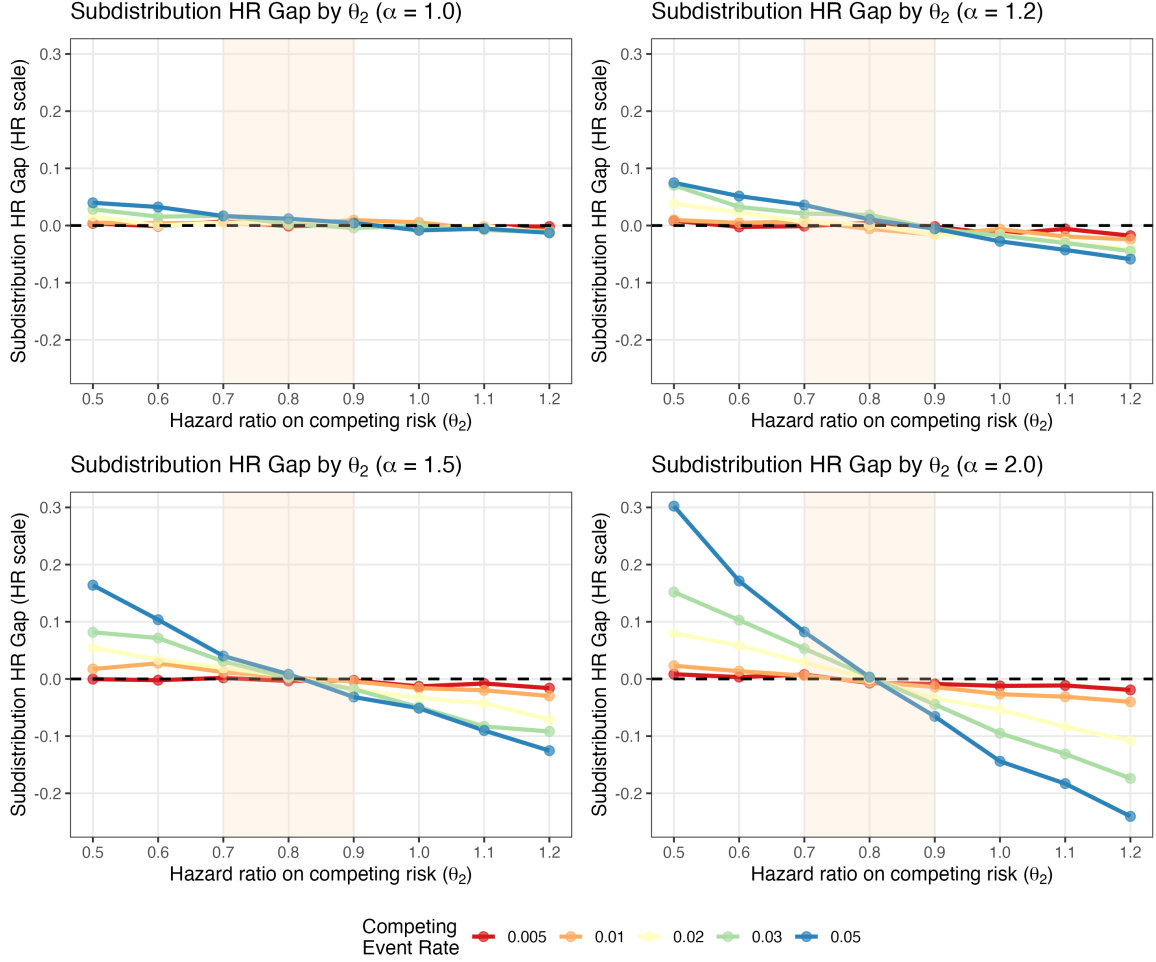 Subdistribution HR Gap by θ₂ (α = 1.0)
Subdistribution HR Gap (HR scale)
0.3
0.2
0.1
0.0
-0.1
-0.2
0.5 0.6 0.7 0.8 0.9 1.0 1.1 1.2
Hazard ratio on competing risk (θ₂)
Subdistribution HR Gap by θ₂ (α = 1.2)
Subdistribution HR Gap (HR scale)
0.3
0.2
0.1
0.0
-0.1
-0.2
0.5 0.6 0.7 0.8 0.9 1.0 1.1 1.2
Hazard ratio on competing risk (θ₂)
Subdistribution HR Gap by θ₂ (α = 1.5)
Subdistribution HR Gap (HR scale)
0.3
0.2
0.1
0.0
-0.1
-0.2
0.5 0.6 0.7 0.8 0.9 1.0 1.1 1.2
Hazard ratio on competing risk (θ₂)
Subdistribution HR Gap by θ₂ (α = 2.0)
Subdistribution HR Gap (HR scale)
0.3
0.2
0.1
0.0
-0.1
-0.2
0.5 0.6 0.7 0.8 0.9 1.0 1.1 1.2
Hazard ratio on competing risk (θ₂)
Competing
Event Rate
0.005 0.01 0.02 0.03 0.05